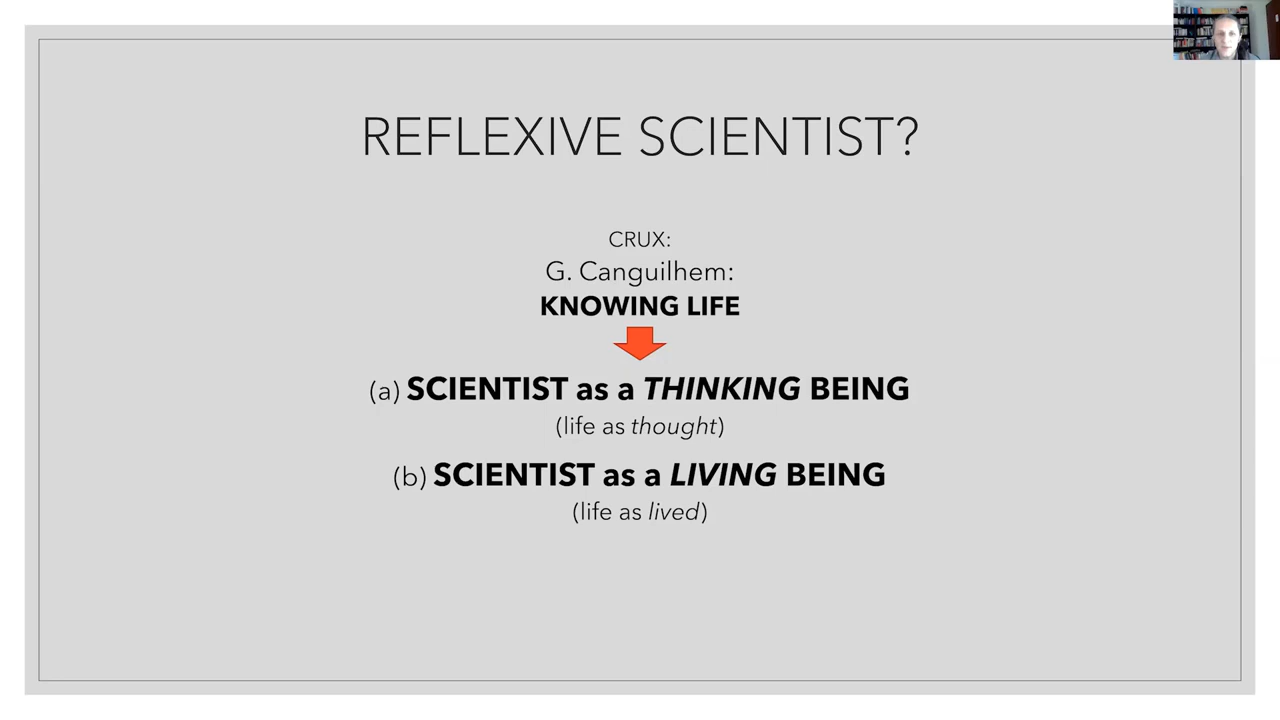 REFLEXIVE SCIENTIST?
CRUX:
G. Canguilhem:
KNOWING LIFE
(a) SCIENTIST as a THINKING BEING
(life as thought)
(b) SCIENTIST as a LIVING BEING
(life as lived)